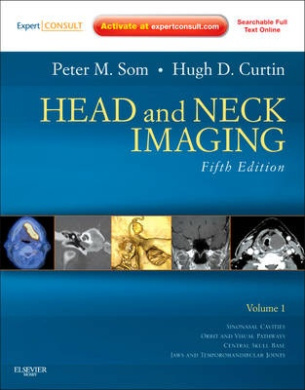 Expert CONSULT
Activate at expertconsult.com
Searchable Full
Text Online
Peter M. Som • Hugh D. Curtin
HEAD and NECK
IMAGING
Fifth Edition
Volume 1
SINONASAL CAVITIES
ORBIT AND VISUAL PATHWAYS
CENTRAL SKULL BASE
JAWS AND TEMPOROMANDIBULAR JOINTS
ELSEVIER